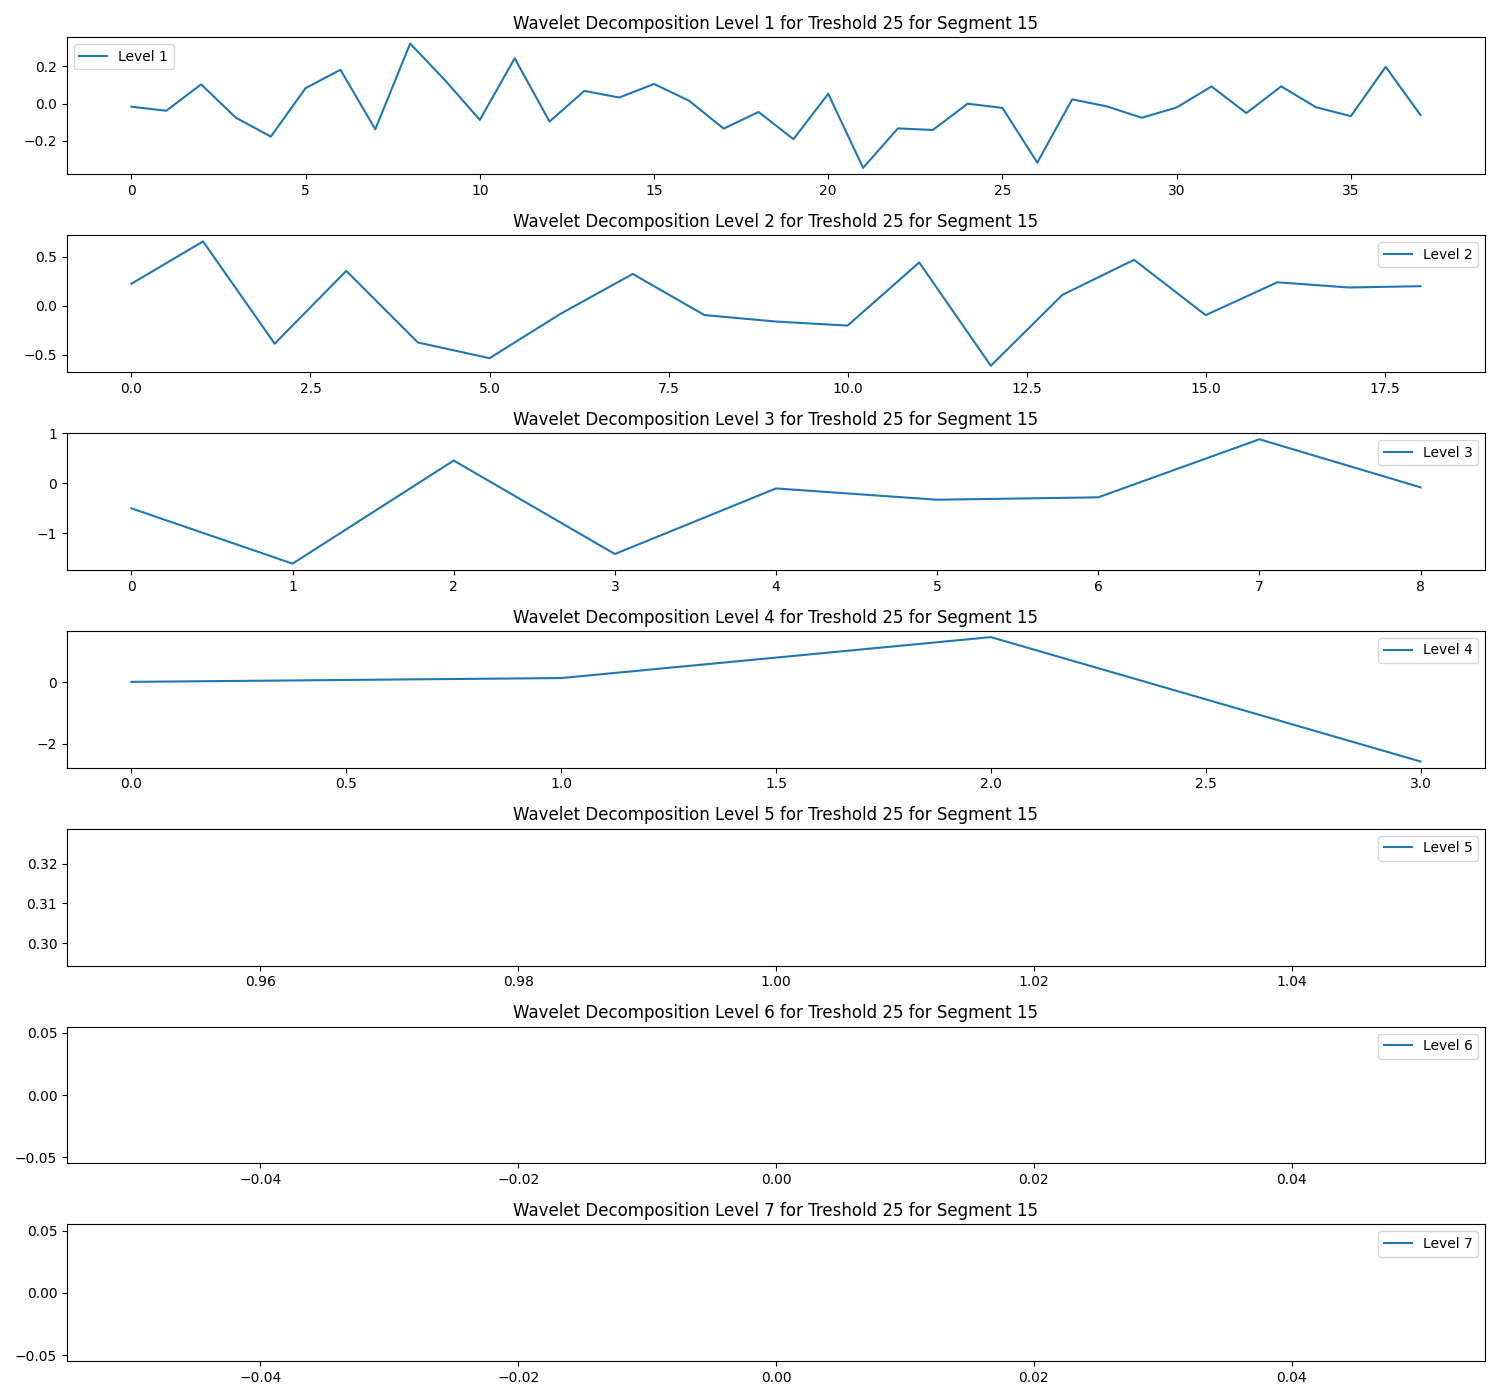 Wavelet Decomposition Level 1 for Treshold 25 for Segment 15
Level 1
0.2
0.0
−0.2
0 5 10 15 20 25 30 35
Wavelet Decomposition Level 2 for Treshold 25 for Segment 15
Level 2
0.5
0.0
−0.5
0.0 2.5 5.0 7.5 10.0 12.5 15.0 17.5
Wavelet Decomposition Level 3 for Treshold 25 for Segment 15
Level 3
1
0
−1
0 1 2 3 4 5 6 7 8
Wavelet Decomposition Level 4 for Treshold 25 for Segment 15
Level 4
0
−2
0.0 0.5 1.0 1.5 2.0 2.5 3.0
Wavelet Decomposition Level 5 for Treshold 25 for Segment 15
Level 5
0.32
0.31
0.30
0.96 0.98 1.00 1.02 1.04
Wavelet Decomposition Level 6 for Treshold 25 for Segment 15
Level 6
0.05
0.00
−0.05
−0.04 −0.02 0.00 0.02 0.04
Wavelet Decomposition Level 7 for Treshold 25 for Segment 15
Level 7
0.05
0.00
−0.05
−0.04 −0.02 0.00 0.02 0.04